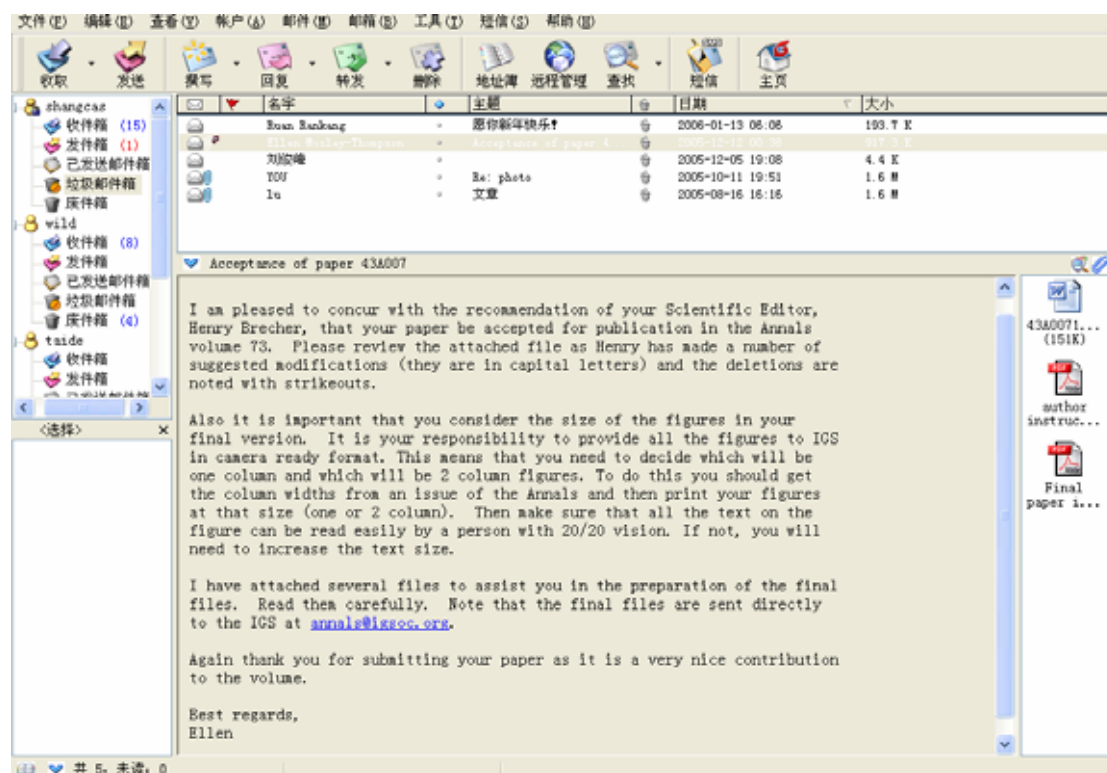 文件(F) 编辑(E) 查看(V) 帐户(A) 邮件(M) 邮箱(B) 工具(T) 短信(S) 帮助(H)
收取 发送 撰写 回复 转发 删除 地址簿 远程管理 查找 短信 主页
shangcas
收件箱 (15)
发件箱 (1)
已发送邮件箱
垃圾邮件箱
废件箱
wild
收件箱 (8)
发件箱
已发送邮件箱
垃圾邮件箱
废件箱 (4)
taide
收件箱
发件箱
<选择>
名字 主题 日期 大小
Ruan Runkang 愿你新年快乐! 2006-01-13 06:06 193.7 K
Ellen Mosley-Thompson Acceptance of paper 4
刘俊峰 2005-12-05 19:08 4.4 K
YOU Re: photo 2005-10-11 19:51 1.6 M
lu 文章 2005-08-16 16:16 1.6 M
Acceptance of paper 43A007
I am pleased to concur with the recommendation of your Scientific Editor,
Henry Brecher, that your paper be accepted for publication in the Annals
volume 73. Please review the attached file as Henry has made a number of
suggested modifications (they are in capital letters) and the deletions are
noted with strikeouts.
Also it is important that you consider the size of the figures in your
final version. It is your responsibility to provide all the figures to IGS
in camera ready format. This means that you need to decide which will be
one column and which will be 2 column figures. To do this you should get
the column widths from an issue of the Annals and then print your figures
at that size (one or 2 column). Then make sure that all the text on the
figure can be read easily by a person with 20/20 vision. If not, you will
need to increase the text size.
I have attached several files to assist you in the preparation of the final
files. Read them carefully. Note that the final files are sent directly
to the IGS at annals@igsoc.org.
Again thank you for submitting your paper as it is a very nice contribution
to the volume.
Best regards,
Ellen
43A0071...
(151K)
author
instruc...
Final
paper i...
共 5, 未读: 0